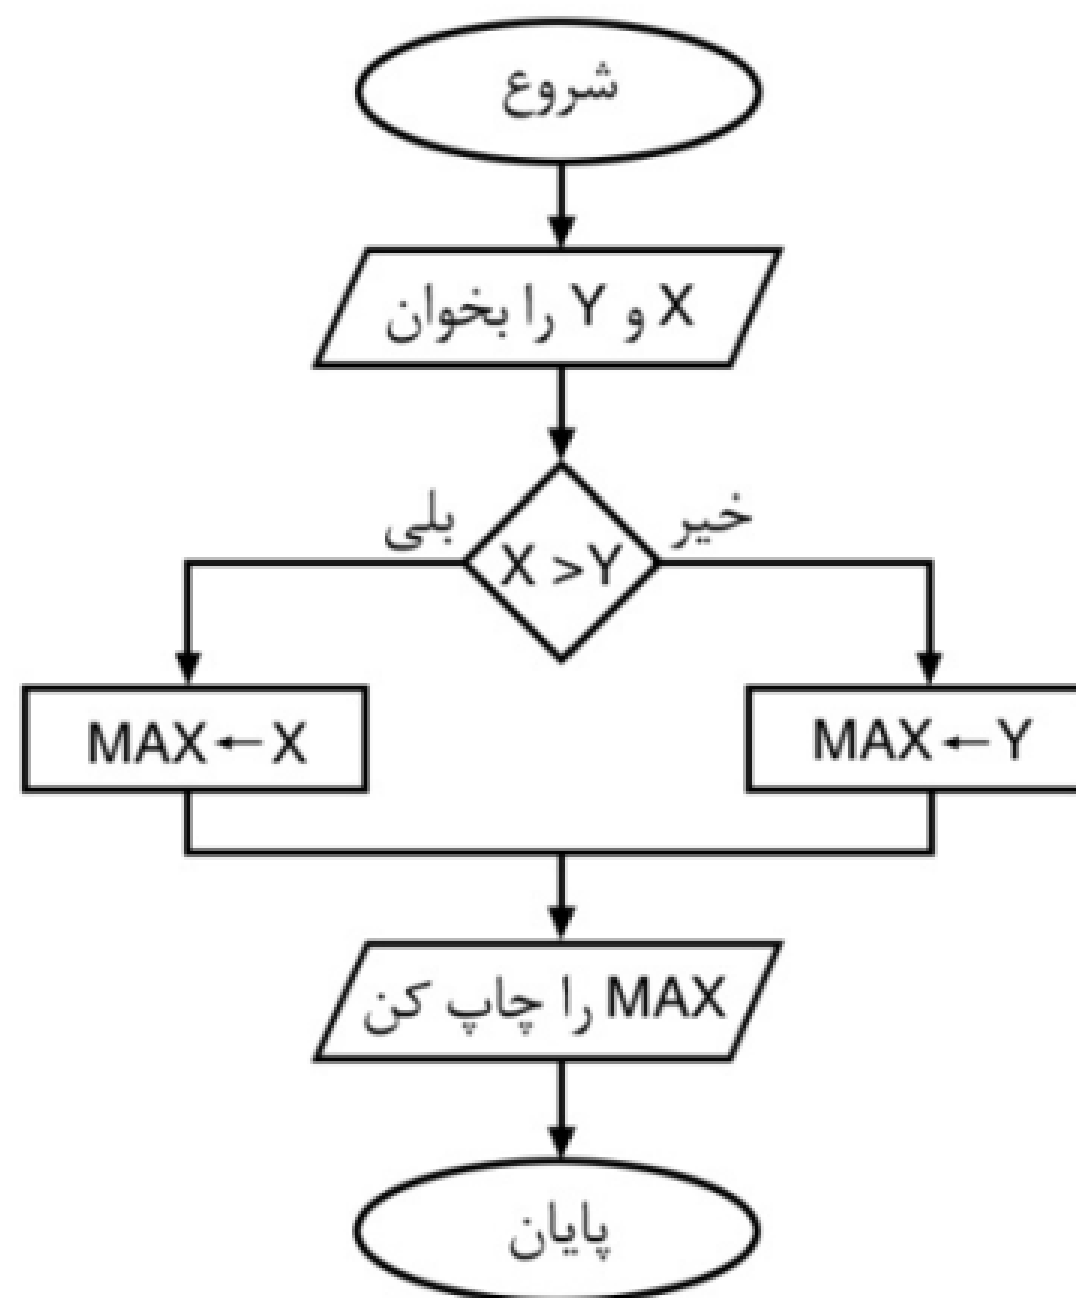 شروع
X و Y را بخوان
بلی
خیر
X >Y
MAX←X
MAX←Y
MAX را چاپ کن
پایان